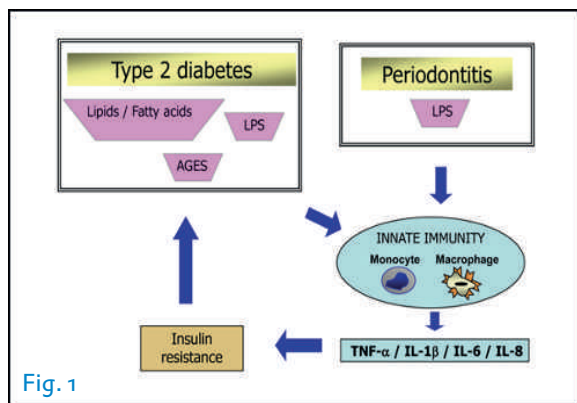 Type 2 diabetes
Lipids / Fatty acids
LPS
AGES
Periodontitis
LPS
INNATE IMMUNITY
Monocyte Macrophage
TNF-α / IL-1β / IL-6 / IL-8
Insulin
resistance
Fig. 1